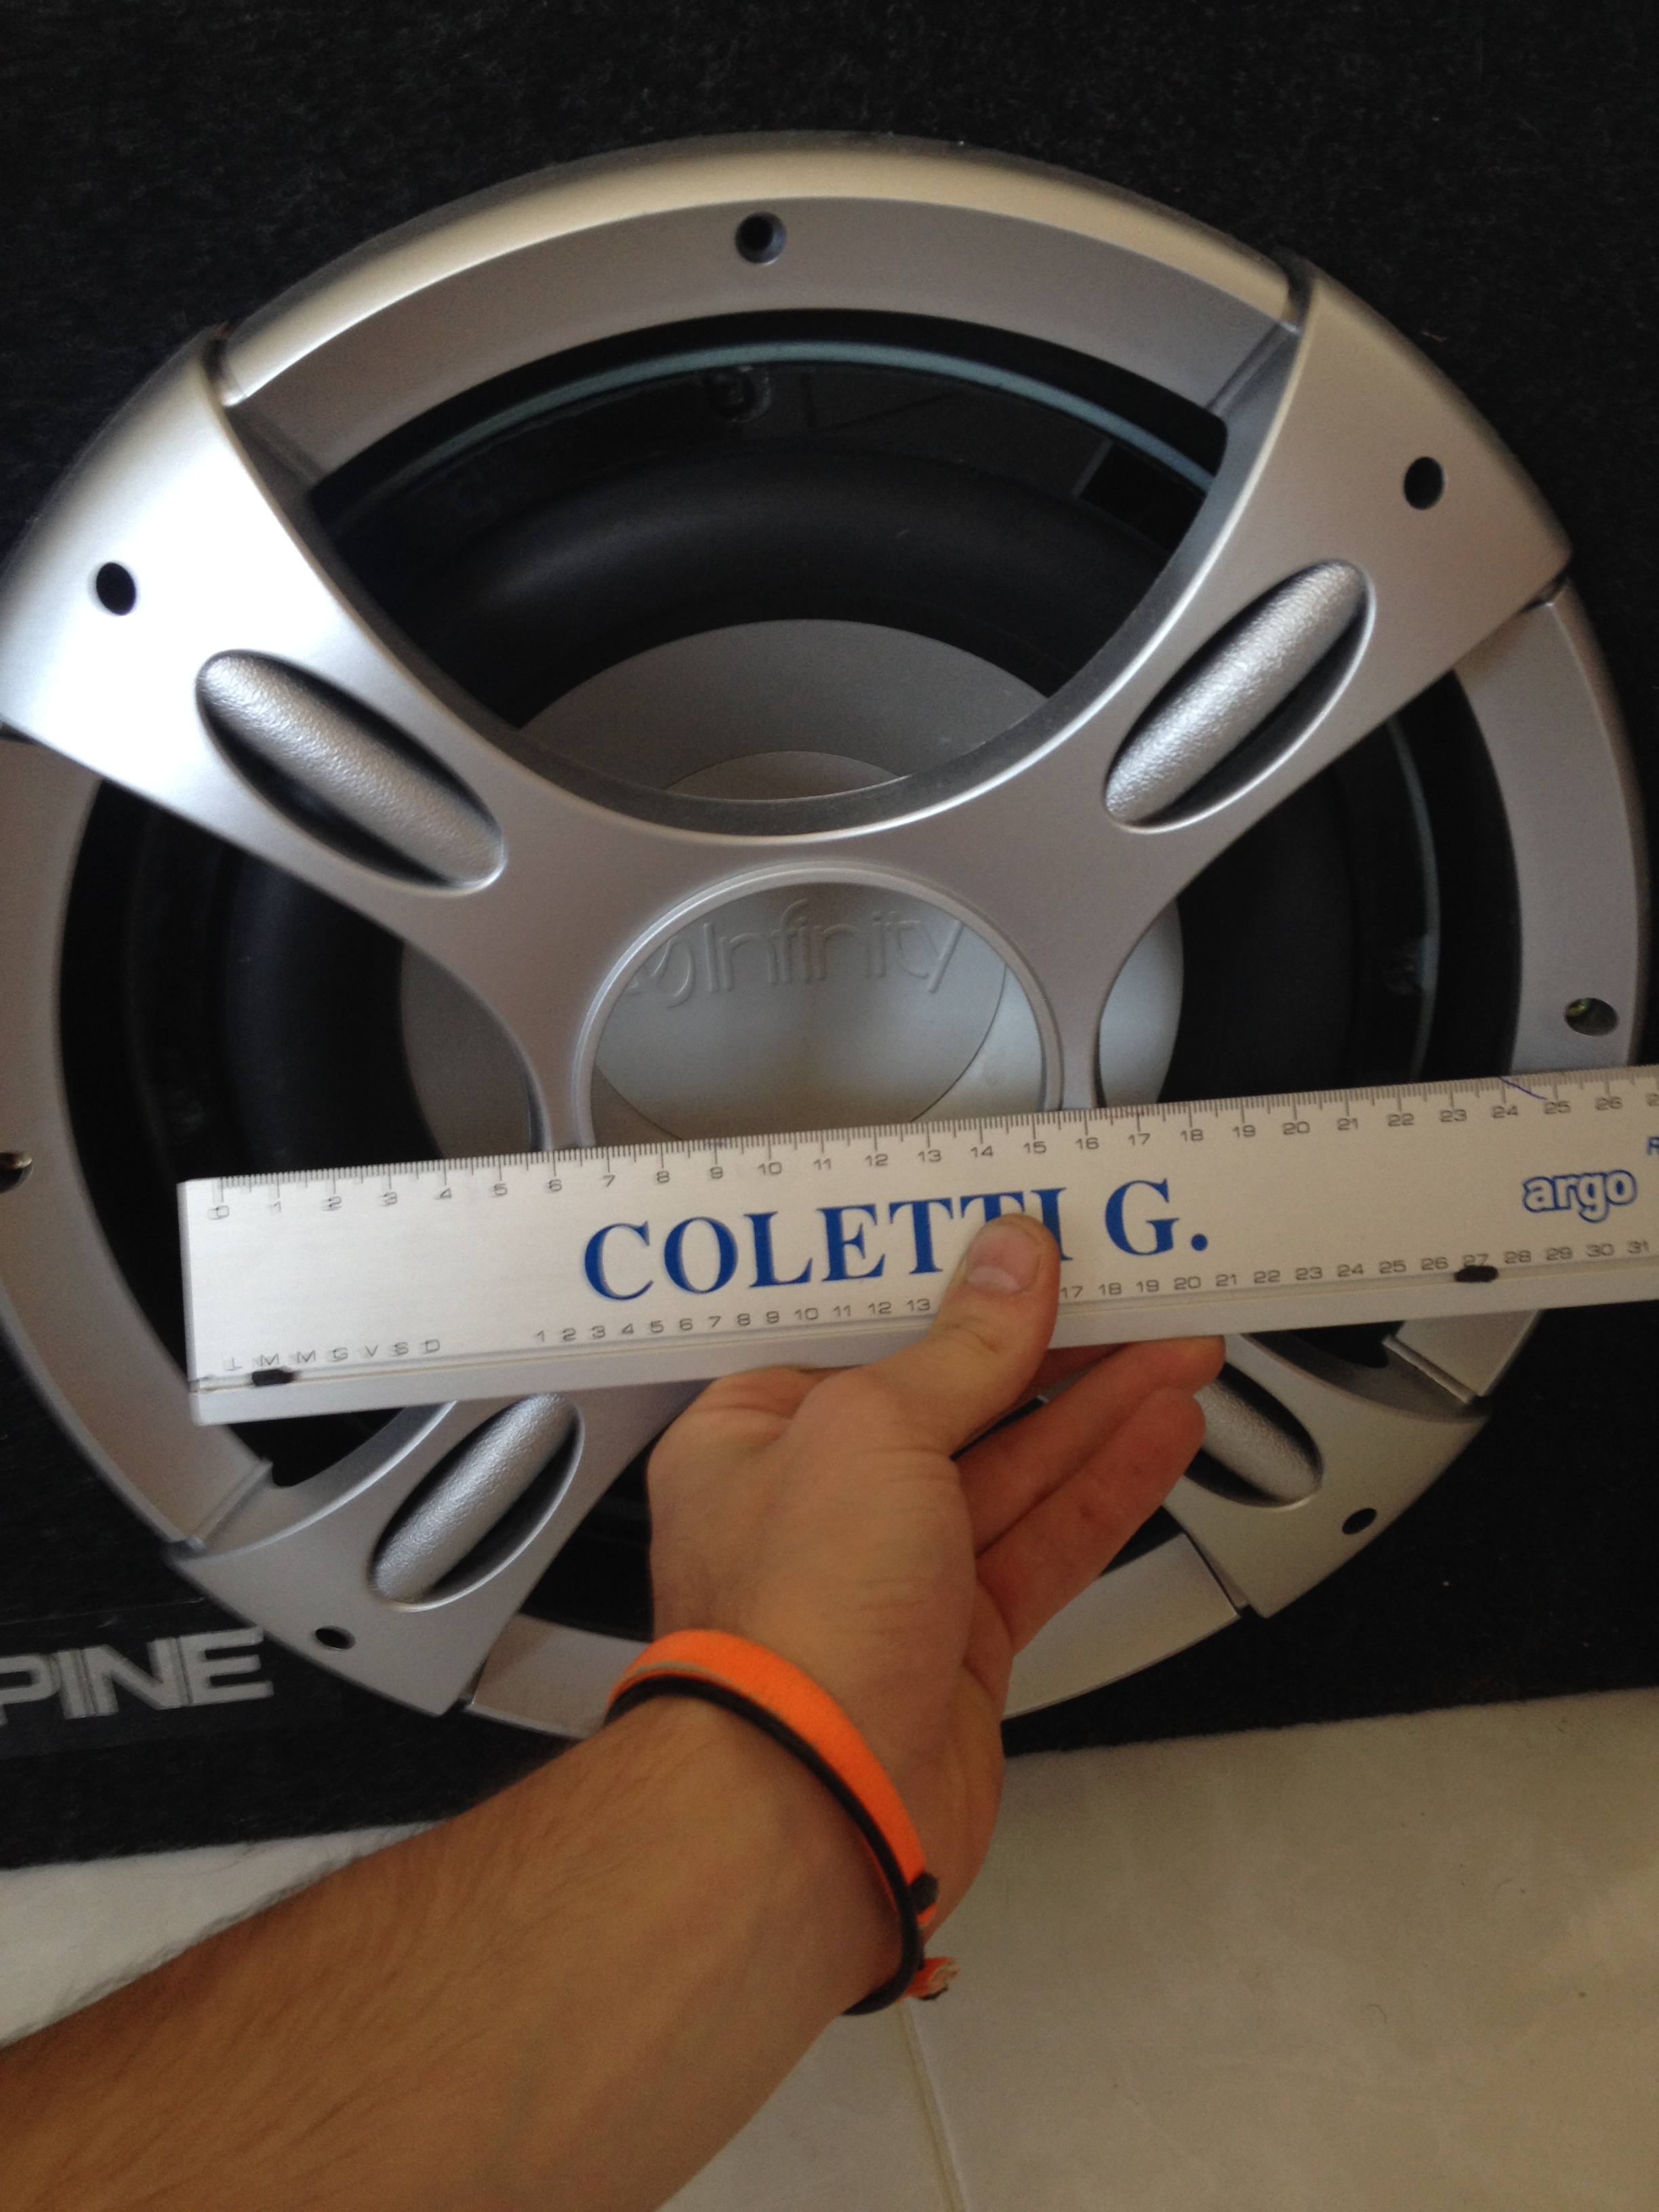 Infinity
0 1 2 3 4 5 6 7 8 9 10 11 12 13 14 15 16 17 18 19 20 21 22 23 24 25 26
argo
COLETTI G.
1 2 3 4 5 6 7 8 9 10 11 12 13 17 18 19 20 21 22 23 24 25 26 27 28 29 30 31
L M M G V S D
PINE